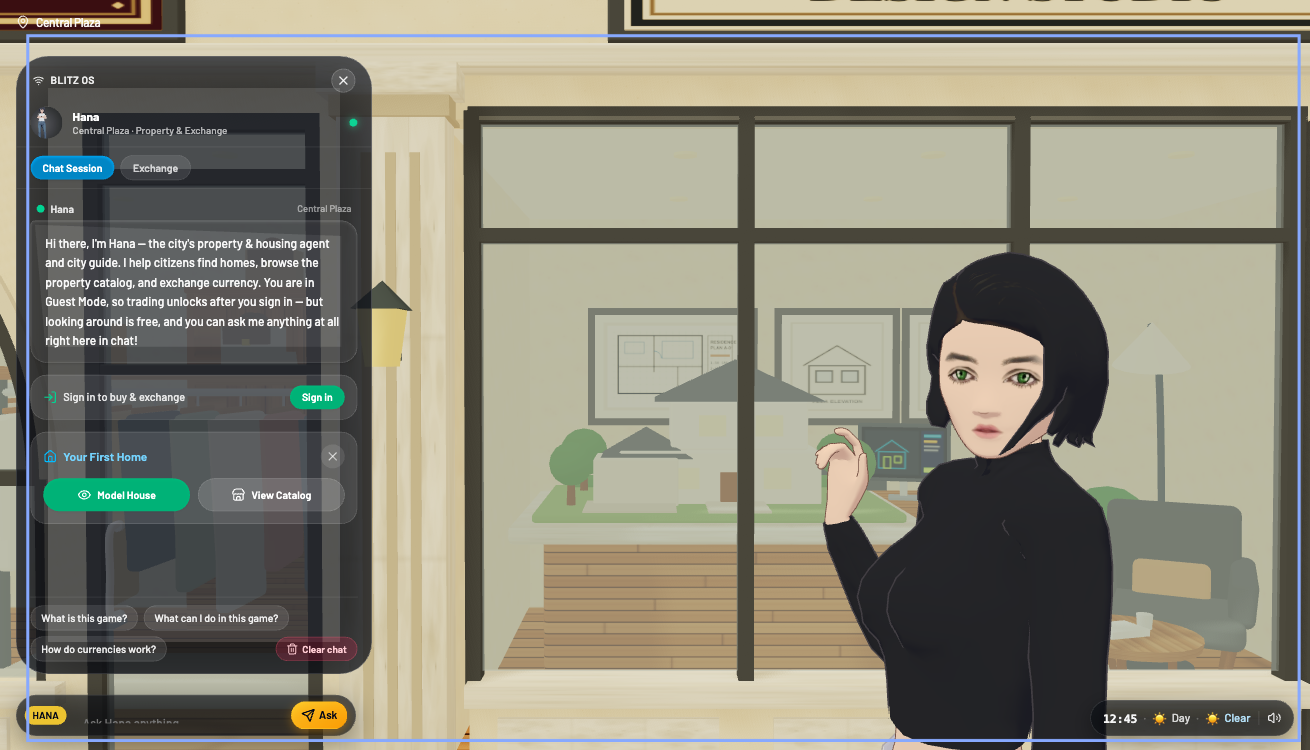 Central Plaza
BLITZ OS
Hana
Central Plaza · Property & Exchange
Chat Session
Exchange
Hana
Central Plaza
Hi there, I'm Hana — the city's property & housing agent
and city guide. I help citizens find homes, browse the
property catalog, and exchange currency. You are in
Guest Mode, so trading unlocks after you sign in — but
looking around is free, and you can ask me anything at all
right here in chat!
Sign in to buy & exchange
Sign in
Your First Home
Model House
View Catalog
What is this game?
What can I do in this game?
How do currencies work?
Clear chat
HANA
Ask Hana anything
Ask
12:45 · Day · Clear